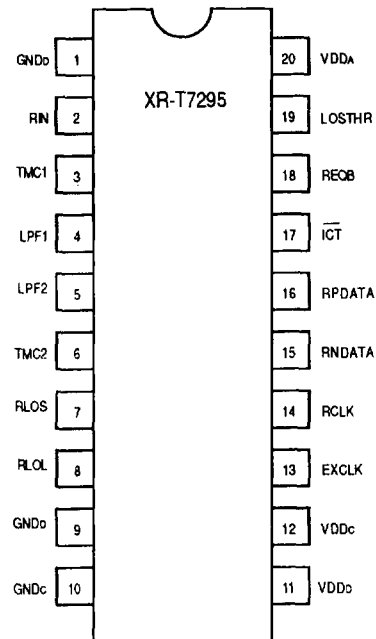 GNDD 1 20 VDDA
XR-T7295
RIN 2 19 LOSTHR
TMC1 3 18 REQB
LPF1 4 17 ICT
LPF2 5 16 RPDATA
TMC2 6 15 RNDATA
RLOS 7 14 RCLK
RLOL 8 13 EXCLK
GNDD 9 12 VDDC
GNDC 10 11 VDDD